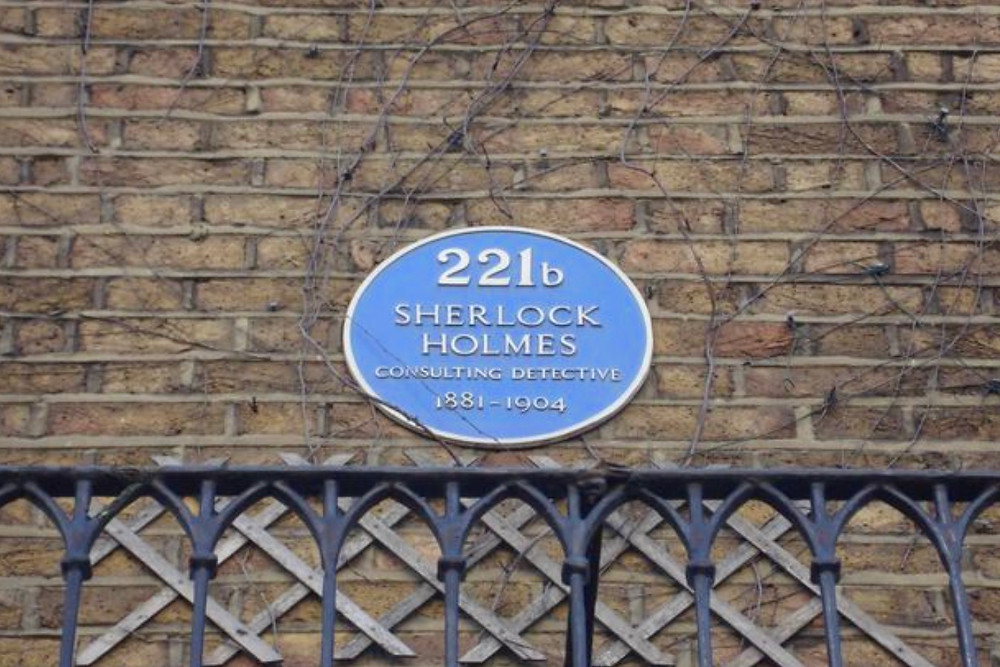 221b
SHERLOCK
HOLMES
CONSULTING DETECTIVE
1881-1904